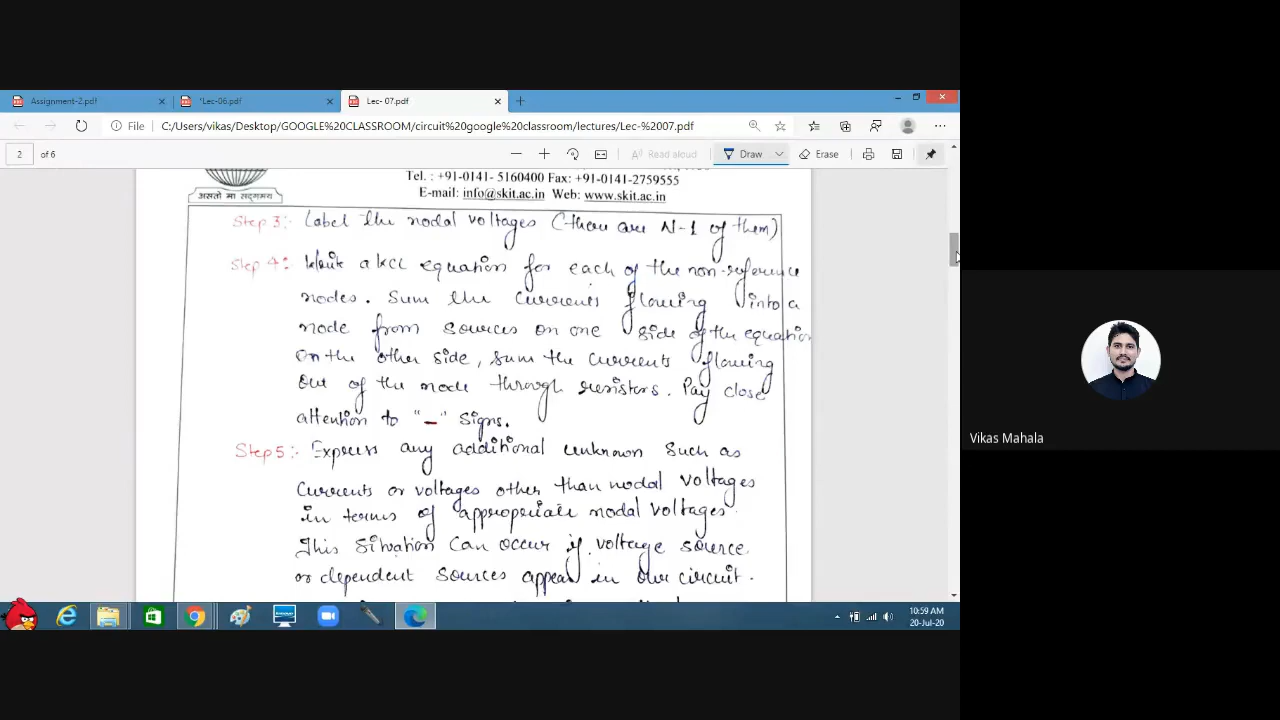 Assignment-2.pdf
*Lec-06.pdf
Lec- 07.pdf
File
C:/Users/vikas/Desktop/GOOGLE%20CLASSROOM/circuit%20google%20classroom/lectures/Lec-%2007.pdf
2 of 6
Read aloud
Draw
Erase
Tel. : +91-0141- 5160400 Fax: +91-0141-2759555
असतो मा सद्गमय
E-mail: info@skit.ac.in Web: www.skit.ac.in
Step 3:- Label the nodal voltages (there are N-1 of them)
Step 4: Write a KCL equation for each of the non-reference
nodes. Sum the currents flowing into a
node from sources on one side of the equation
On the other side, sum the currents flowing
Out of the node through resistors. Pay close
attention to "-" signs.
Step 5:- Express any additional unknown such as
Currents or voltages other than nodal voltages
in terms of appropriate nodal voltages.
This situation can occur if voltage source
or dependent sources appear in our circuit.
Vikas Mahala
10:59 AM
20-Jul-20